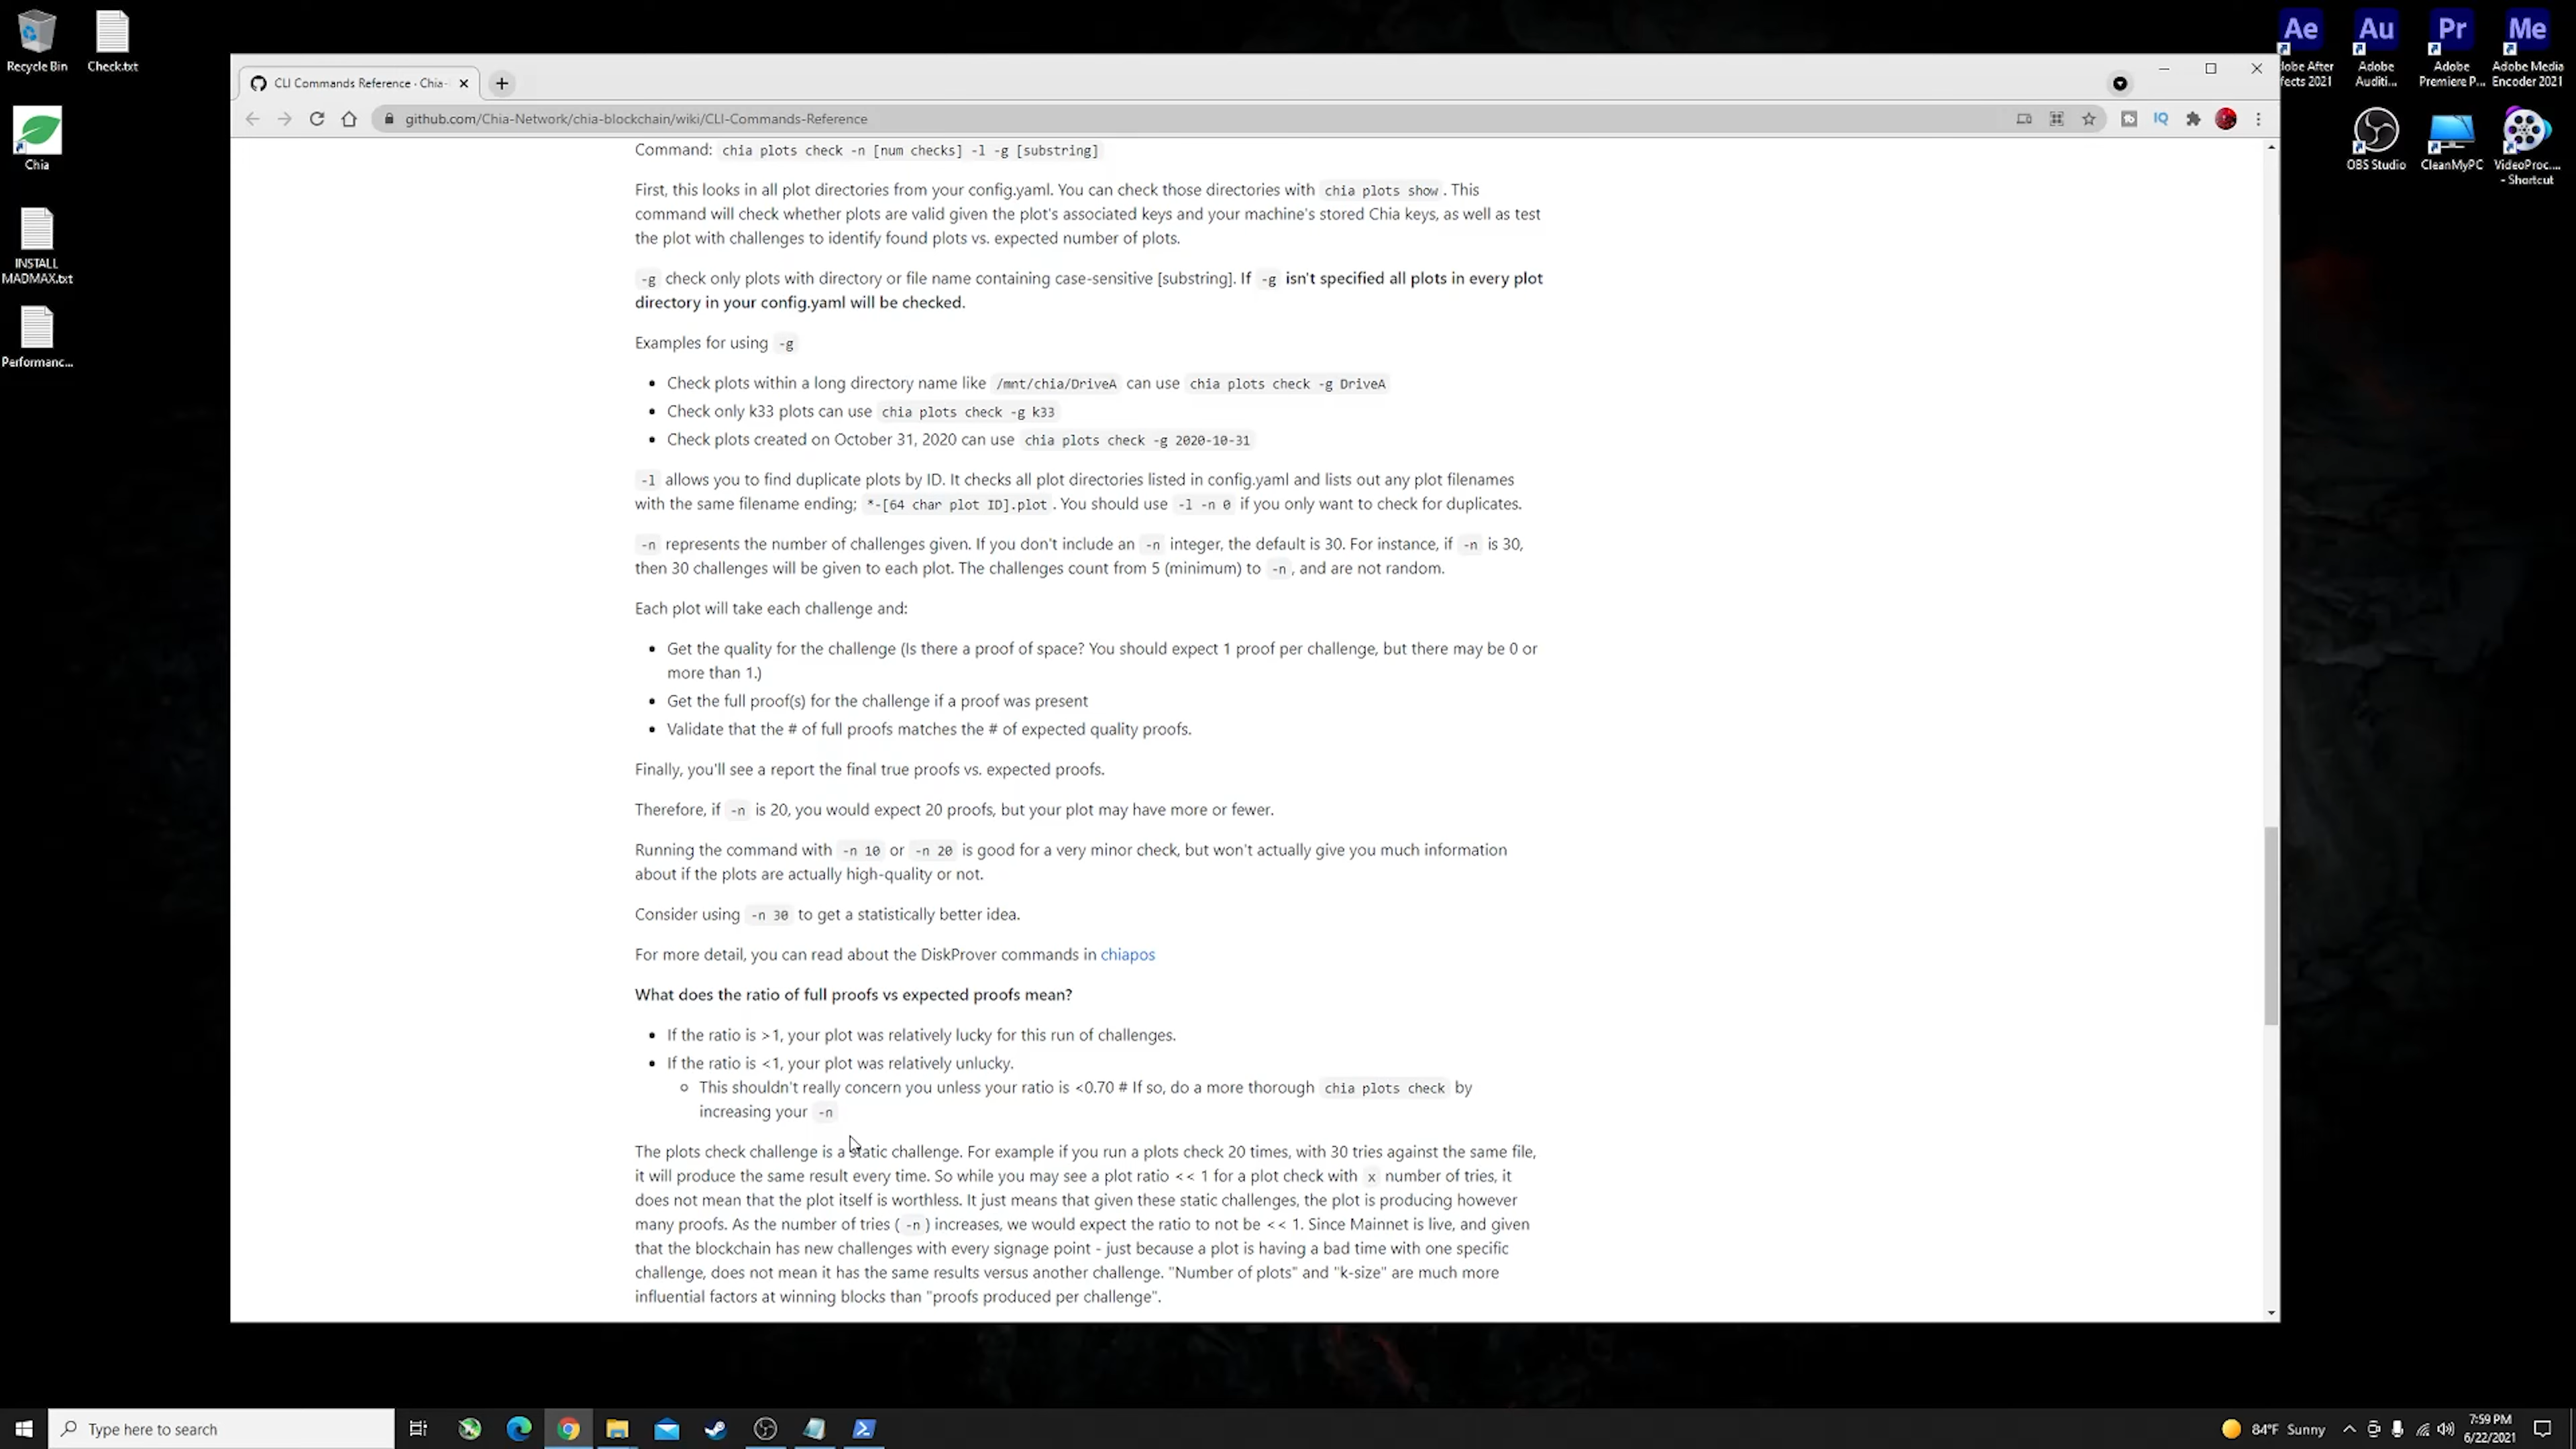 Recycle Bin
Check.txt
Chia
INSTALL
MADMAX.txt
Performanc...
CLI Commands Reference · Chia-
github.com/Chia-Network/chia-blockchain/wiki/CLI-Commands-Reference
IQ
Command: chia plots check -n [num checks] -l -g [substring]
First, this looks in all plot directories from your config.yaml. You can check those directories with chia plots show . This
command will check whether plots are valid given the plot's associated keys and your machine's stored Chia keys, as well as test
the plot with challenges to identify found plots vs. expected number of plots.
-g check only plots with directory or file name containing case-sensitive [substring]. If -g isn't specified all plots in every plot
directory in your config.yaml will be checked.
Examples for using -g
• Check plots within a long directory name like /mnt/chia/DriveA can use chia plots check -g DriveA
• Check only k33 plots can use chia plots check -g k33
• Check plots created on October 31, 2020 can use chia plots check -g 2020-10-31
-l allows you to find duplicate plots by ID. It checks all plot directories listed in config.yaml and lists out any plot filenames
with the same filename ending; *-[64 char plot ID].plot . You should use -l -n 0 if you only want to check for duplicates.
-n represents the number of challenges given. If you don't include an -n integer, the default is 30. For instance, if -n is 30,
then 30 challenges will be given to each plot. The challenges count from 5 (minimum) to -n , and are not random.
Each plot will take each challenge and:
• Get the quality for the challenge (Is there a proof of space? You should expect 1 proof per challenge, but there may be 0 or
more than 1.)
• Get the full proof(s) for the challenge if a proof was present
• Validate that the # of full proofs matches the # of expected quality proofs.
Finally, you'll see a report the final true proofs vs. expected proofs.
Therefore, if -n is 20, you would expect 20 proofs, but your plot may have more or fewer.
Running the command with -n 10 or -n 20 is good for a very minor check, but won't actually give you much information
about if the plots are actually high-quality or not.
Consider using -n 30 to get a statistically better idea.
For more detail, you can read about the DiskProver commands in chiapos
What does the ratio of full proofs vs expected proofs mean?
• If the ratio is >1, your plot was relatively lucky for this run of challenges.
• If the ratio is <1, your plot was relatively unlucky.
○ This shouldn't really concern you unless your ratio is <0.70 # If so, do a more thorough chia plots check by
increasing your -n
The plots check challenge is a static challenge. For example if you run a plots check 20 times, with 30 tries against the same file,
it will produce the same result every time. So while you may see a plot ratio << 1 for a plot check with x number of tries, it
does not mean that the plot itself is worthless. It just means that given these static challenges, the plot is producing however
many proofs. As the number of tries ( -n ) increases, we would expect the ratio to not be << 1. Since Mainnet is live, and given
that the blockchain has new challenges with every signage point - just because a plot is having a bad time with one specific
challenge, does not mean it has the same results versus another challenge. "Number of plots" and "k-size" are much more
influential factors at winning blocks than "proofs produced per challenge".
Ae
Au
Pr
Me
lobe After
fects 2021
Adobe
Auditi...
Adobe
Premiere P...
Adobe Media
Encoder 2021
OBS Studio
CleanMyPC
VideoProc....
- Shortcut
Type here to search
84°F Sunny
7:59 PM
6/22/2021